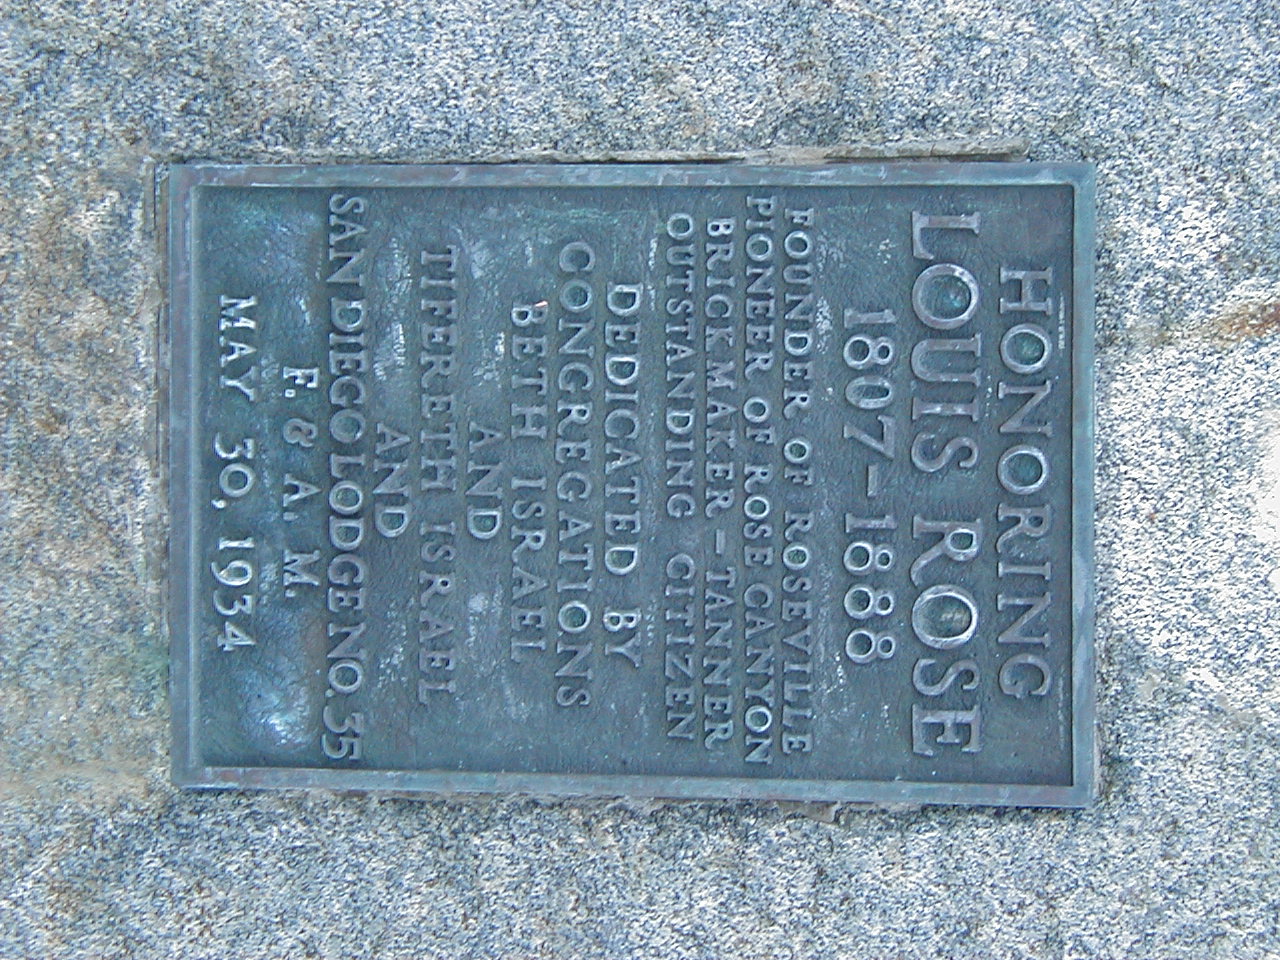 HONORING
LOUIS ROSE
1807-1888
FOUNDER OF ROSEVILLE
PIONEER OF ROSE CANYON
BRICKMAKER - TANNER
OUTSTANDING CITIZEN
DEDICATED BY
CONGREGATIONS
BETH ISRAEL
AND
TIFERETH ISRAEL
AND
SAN DIEGO LODGE NO. 35
F. & A. M.
MAY 30, 1934